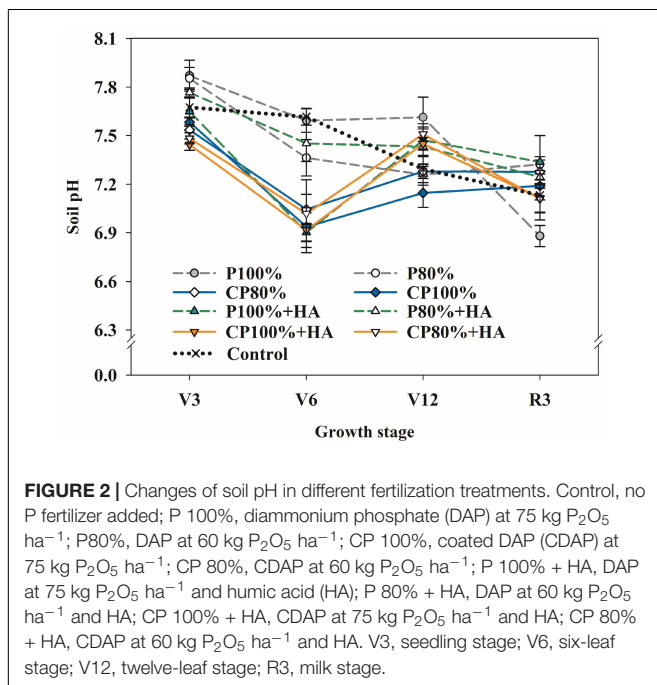 8.1
7.8
7.5
7.2
6.9
6.6
6.3
0.0
Soil pH
P100% P80%
CP80% CP100%
P100%+HA P80%+HA
CP100%+HA CP80%+HA
Control
V3 V6 V12 R3
Growth stage
FIGURE 2 | Changes of soil pH in different fertilization treatments. Control, no
P fertilizer added; P 100%, diammonium phosphate (DAP) at 75 kg P₂O₅
ha⁻¹; P80%, DAP at 60 kg P₂O₅ ha⁻¹; CP 100%, coated DAP (CDAP) at
75 kg P₂O₅ ha⁻¹; CP 80%, CDAP at 60 kg P₂O₅ ha⁻¹; P 100% + HA, DAP
at 75 kg P₂O₅ ha⁻¹ and humic acid (HA); P 80% + HA, DAP at 60 kg P₂O₅
ha⁻¹ and HA; CP 100% + HA, CDAP at 75 kg P₂O₅ ha⁻¹ and HA; CP 80%
+ HA, CDAP at 60 kg P₂O₅ ha⁻¹ and HA. V3, seedling stage; V6, six-leaf
stage; V12, twelve-leaf stage; R3, milk stage.